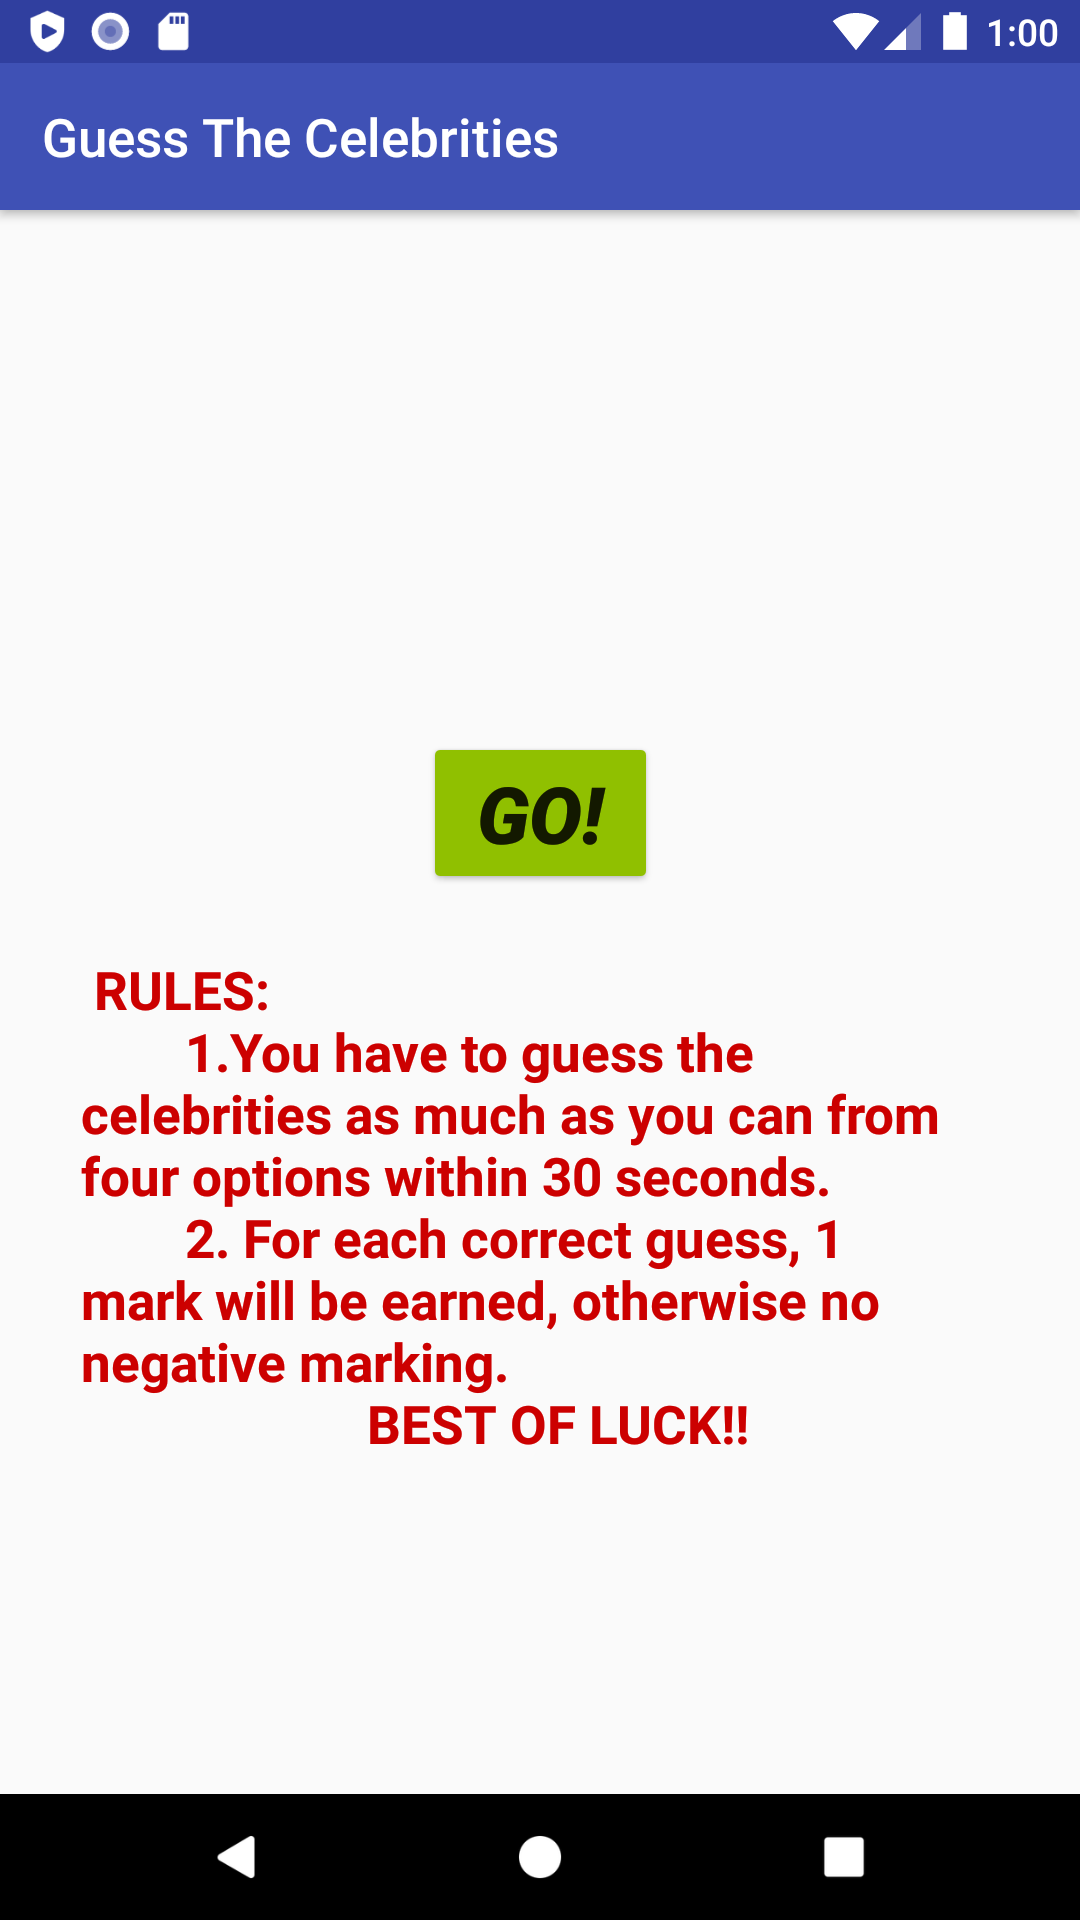 1:00
Guess The Celebrities
GO!
RULES:
1.You have to guess the
celebrities as much as you can from
four options within 30 seconds.
2. For each correct guess, 1
mark will be earned, otherwise no
negative marking.
BEST OF LUCK!!